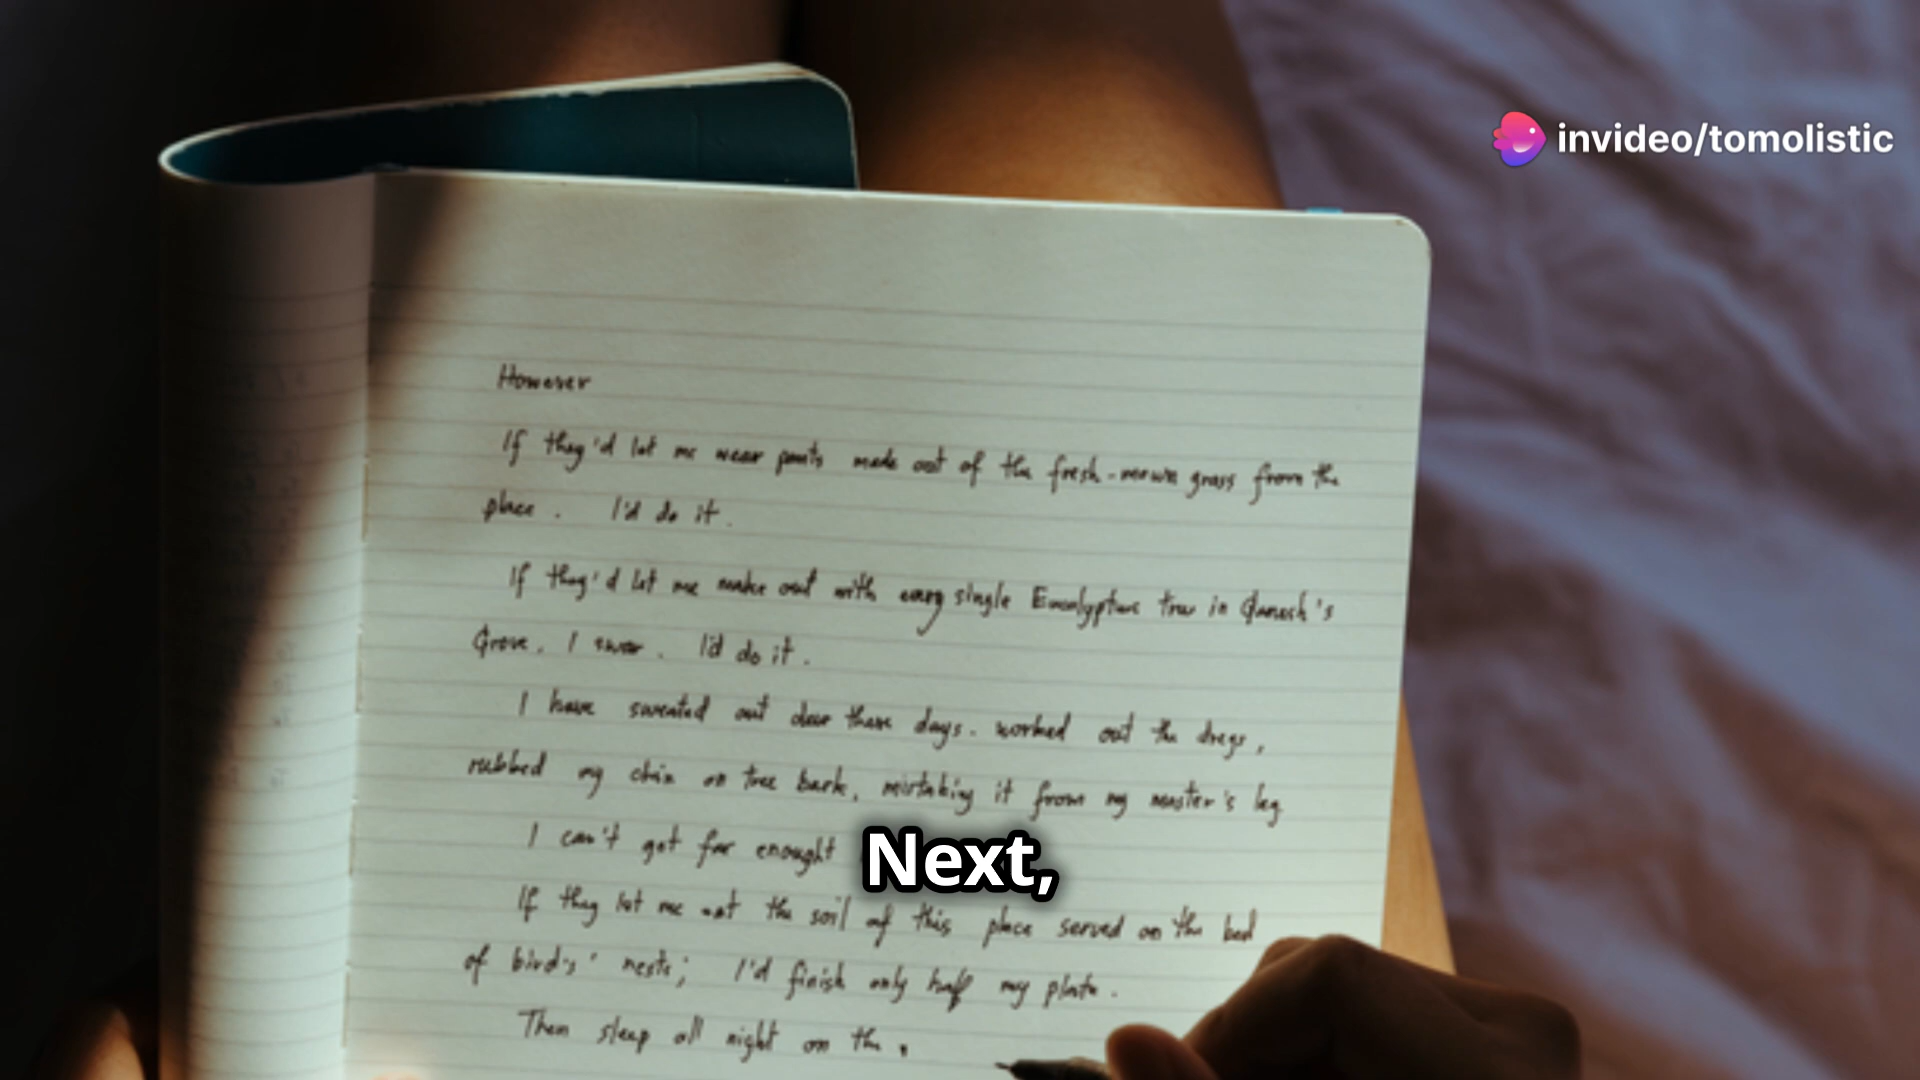 invideo/tomolistic
However
If they'd let me wear pants made out of the fresh-mown grass from the
place. I'd do it.
If they'd let me make out with every single Eucalyptus tree in Ganesh's
Grove. I swear. I'd do it.
I have sweated out dew these days. worked out the dregs,
rubbed my chin on tree bark, mistaking it from my master's leg
I can't get far enought
Next,
If they let me eat the soil of this place served on the bed
of bird's' nests; I'd finish only half my plate.
Then sleep all night on the